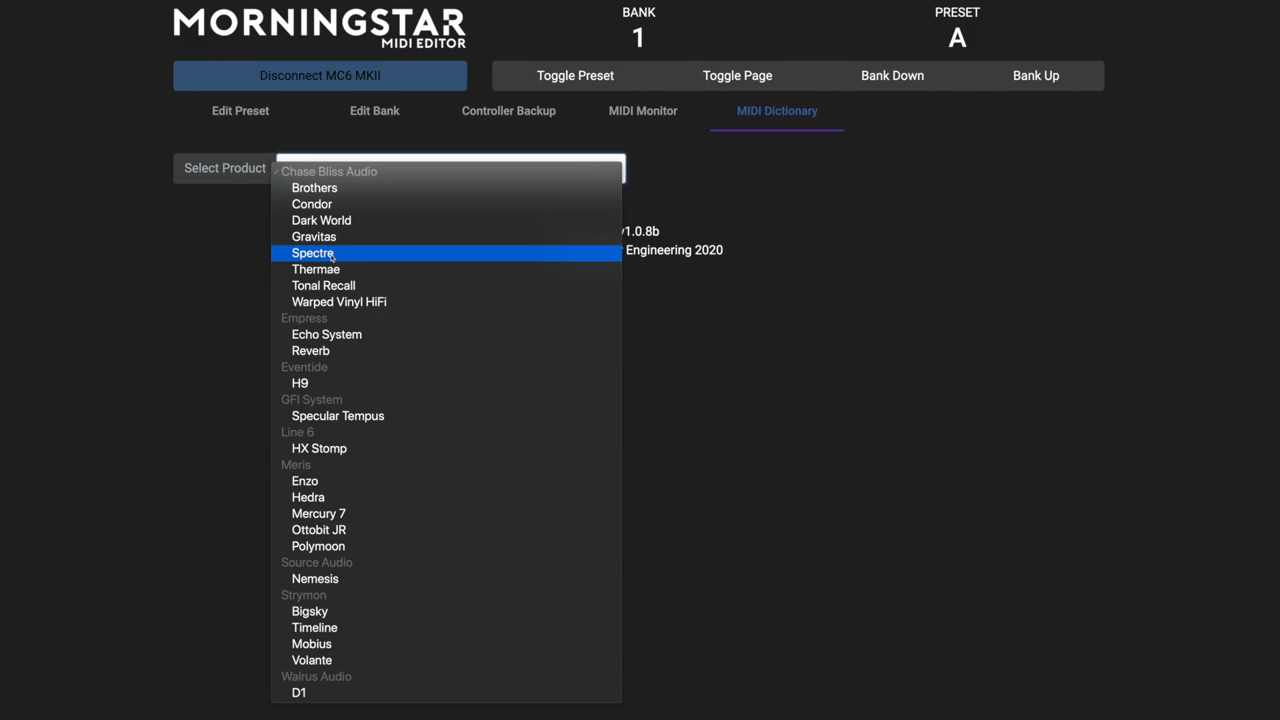 MORNINGSTAR
MIDI EDITOR
BANK
1
PRESET
A
Disconnect MC6 MKII
Toggle Preset
Toggle Page
Bank Down
Bank Up
Edit Preset
Edit Bank
Controller Backup
MIDI Monitor
MIDI Dictionary
Select Product
✓Chase Bliss Audio
Brothers
Condor
Dark World
Gravitas
Spectre
Thermae
Tonal Recall
Warped Vinyl HiFi
Empress
Echo System
Reverb
Eventide
H9
GFI System
Specular Tempus
Line 6
HX Stomp
Meris
Enzo
Hedra
Mercury 7
Ottobit JR
Polymoon
Source Audio
Nemesis
Strymon
Bigsky
Timeline
Mobius
Volante
Walrus Audio
D1
v1.0.8b
Engineering 2020